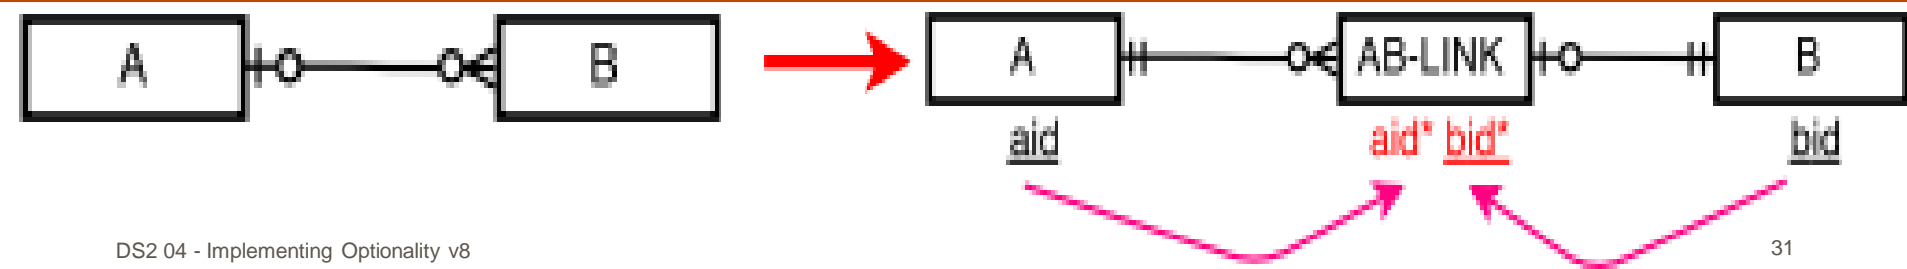 A B A AB-LINK B
aid aid* bid* bid
DS2 04 - Implementing Optionality v8 31